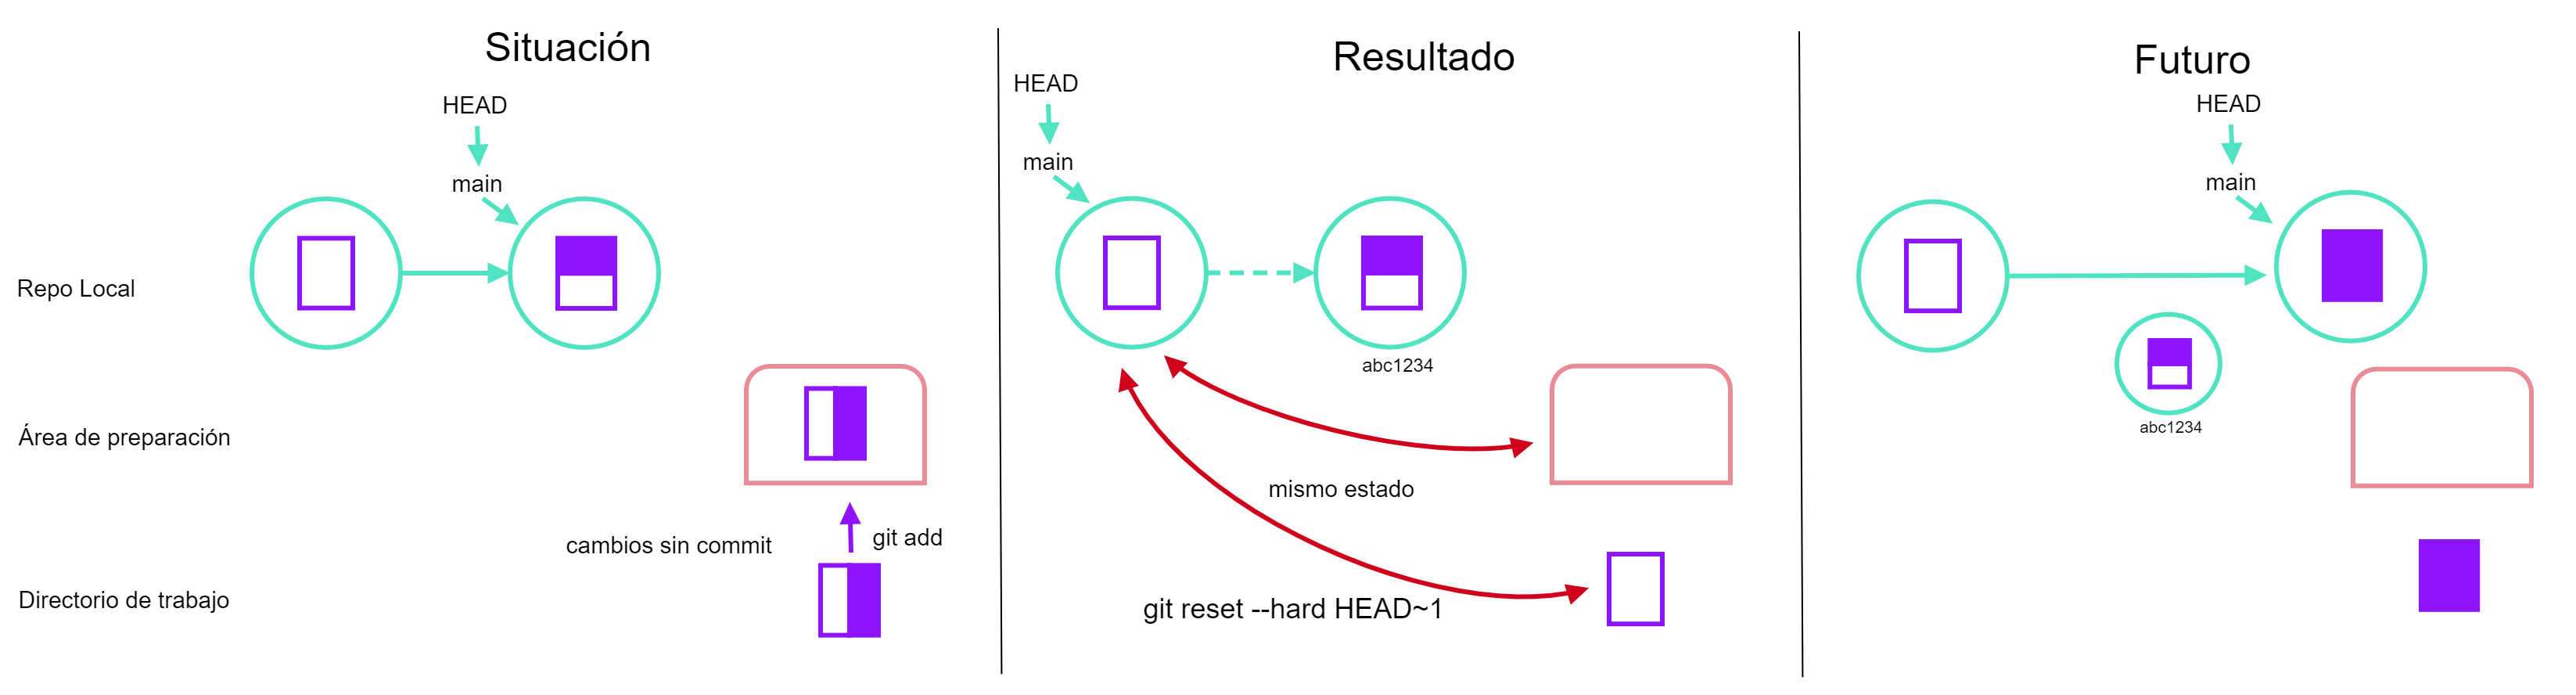 Situación
HEAD
main
Repo Local
Área de preparación
cambios sin commit
git add
Directorio de trabajo
Resultado
HEAD
main
abc1234
mismo estado
git reset --hard HEAD~1
Futuro
HEAD
main
abc1234